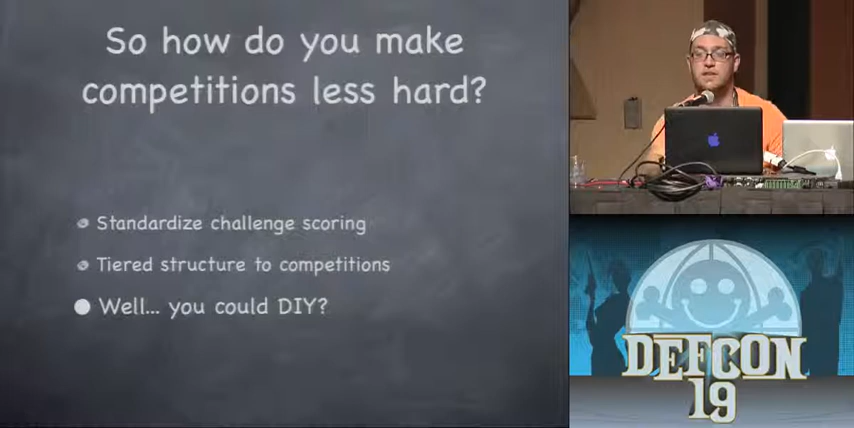 So how do you make
competitions less hard?
Standardize challenge scoring
Tiered structure to competitions
Well... you could DIY?
DEFCON
19